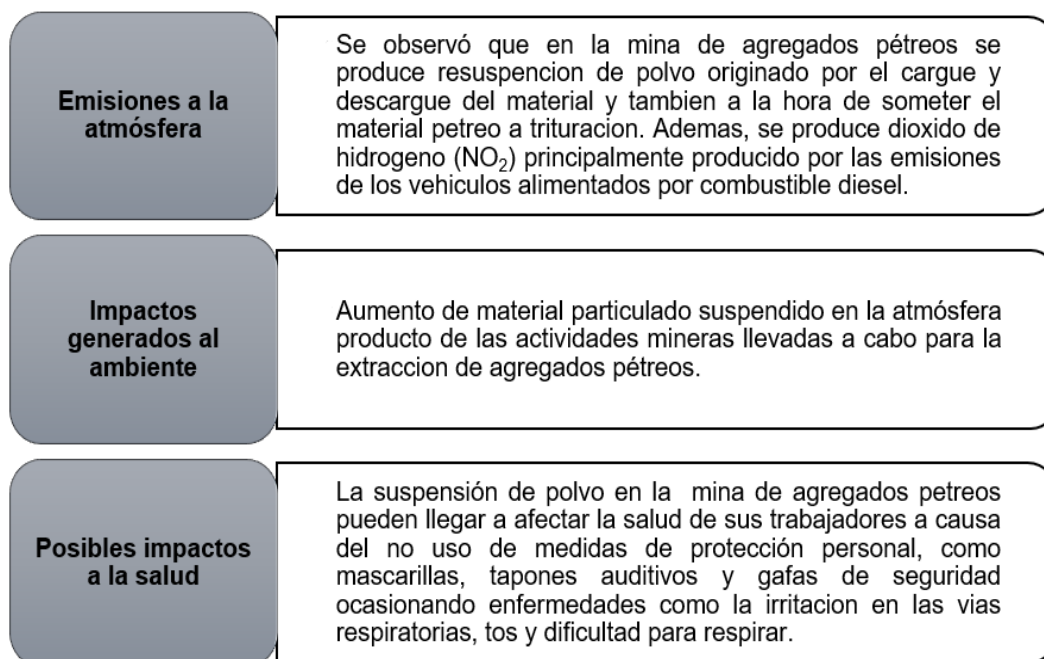 Emisiones a la
atmósfera
Se observó que en la mina de agregados pétreos se
produce resuspencion de polvo originado por el cargue y
descargue del material y tambien a la hora de someter el
material petreo a trituracion. Ademas, se produce dioxido de
hidrogeno (NO₂) principalmente producido por las emisiones
de los vehiculos alimentados por combustible diesel.
Impactos
generados al
ambiente
Aumento de material particulado suspendido en la atmósfera
producto de las actividades mineras llevadas a cabo para la
extraccion de agregados pétreos.
Posibles impactos
a la salud
La suspensión de polvo en la mina de agregados petreos
pueden llegar a afectar la salud de sus trabajadores a causa
del no uso de medidas de protección personal, como
mascarillas, tapones auditivos y gafas de seguridad
ocasionando enfermedades como la irritacion en las vias
respiratorias, tos y dificultad para respirar.